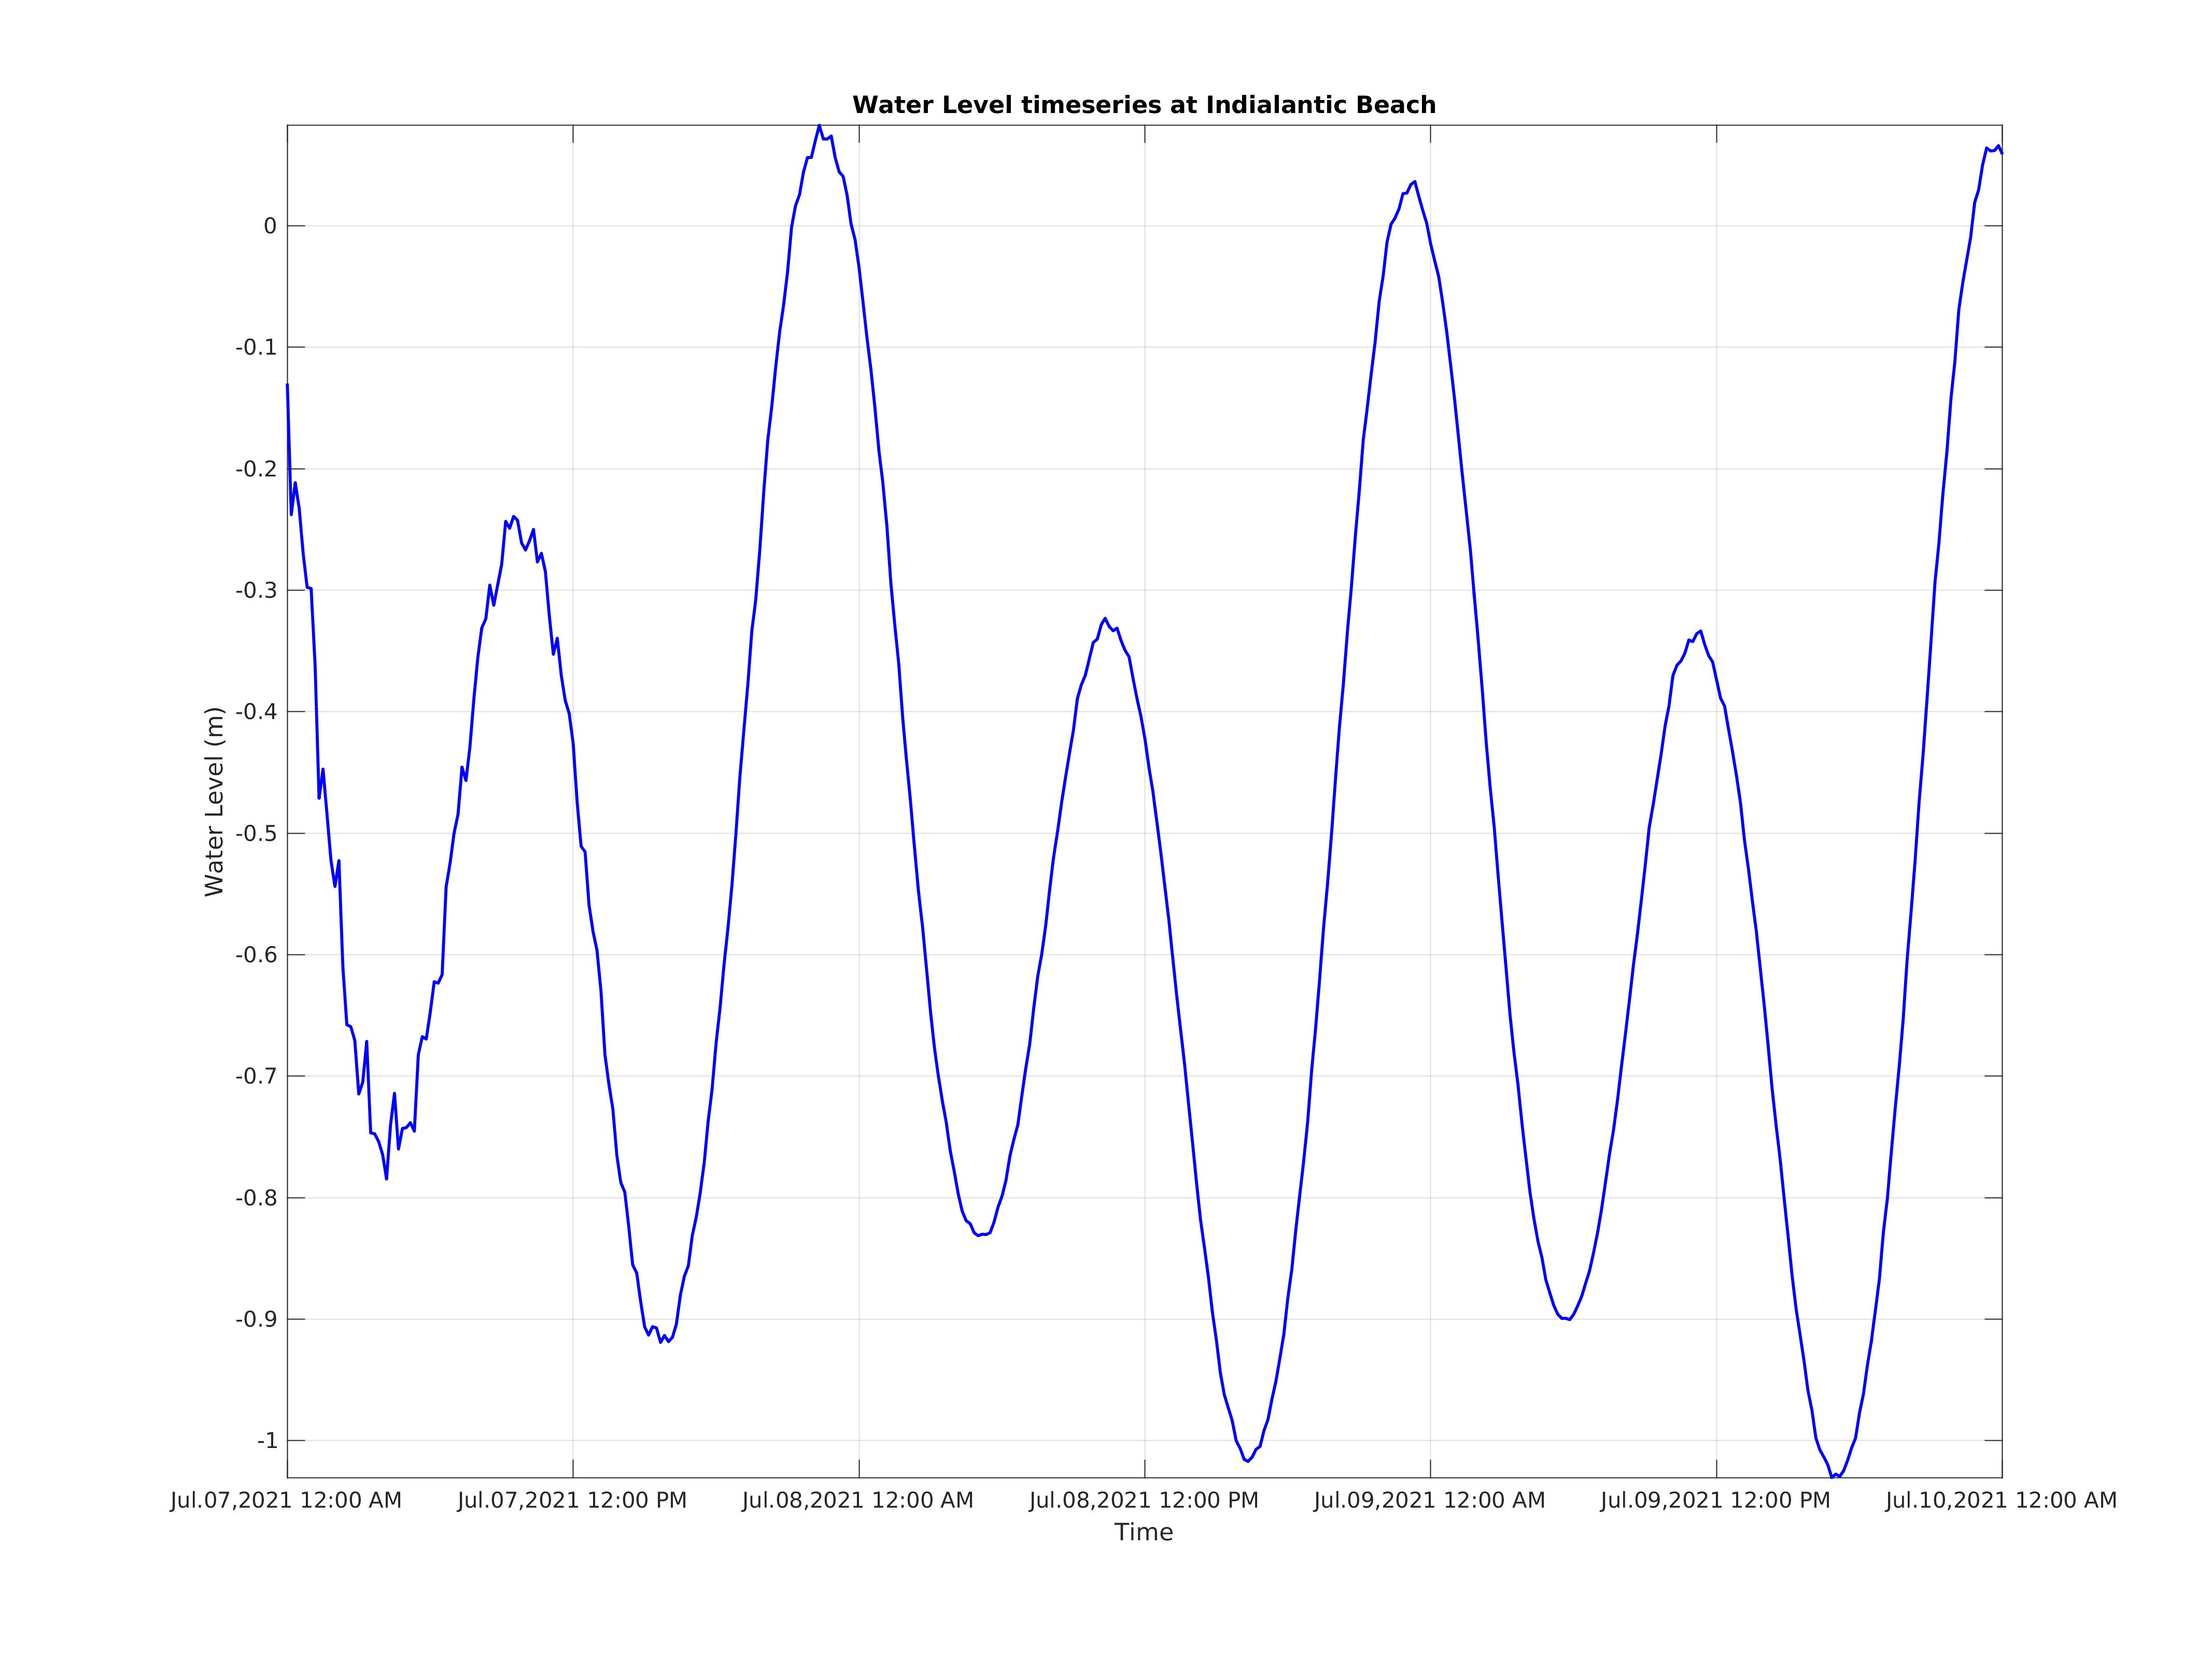 Water Level timeseries at Indialantic Beach
0
-0.1
-0.2
-0.3
-0.4
-0.5
-0.6
-0.7
-0.8
-0.9
-1
Water Level (m)
Jul.07,2021 12:00 AM Jul.07,2021 12:00 PM Jul.08,2021 12:00 AM Jul.08,2021 12:00 PM Jul.09,2021 12:00 AM Jul.09,2021 12:00 PM Jul.10,2021 12:00 AM
Time